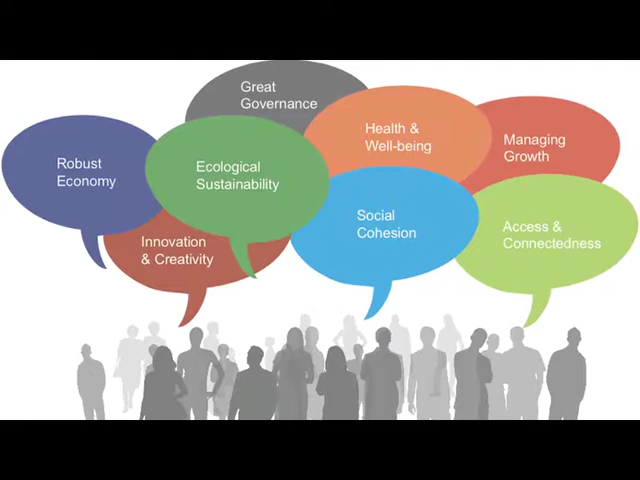 Great
Governance
Health &
Well-being
Managing
Growth
Robust
Economy
Ecological
Sustainability
Social
Cohesion
Access &
Connectedness
Innovation
& Creativity